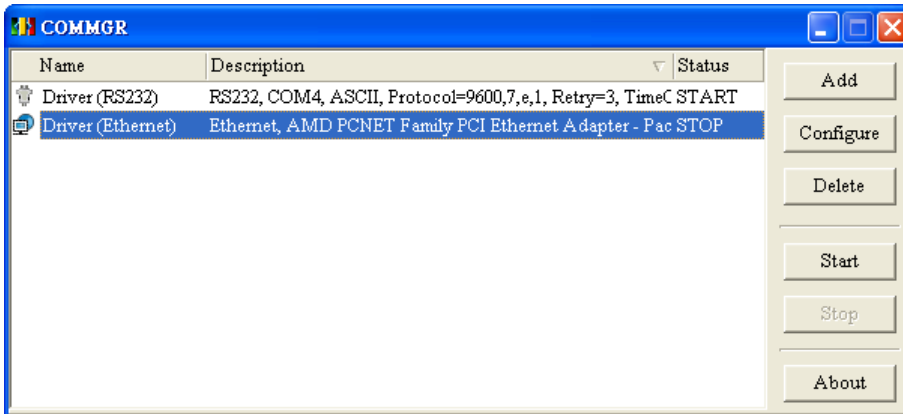 COMMGR
Name Description Status
Driver (RS232) RS232, COM4, ASCII, Protocol=9600,7,e,1, Retry=3, TimeC START
Driver (Ethernet) Ethernet, AMD PCNET Family PCI Ethernet Adapter - Pac STOP
Add
Configure
Delete
Start
Stop
About